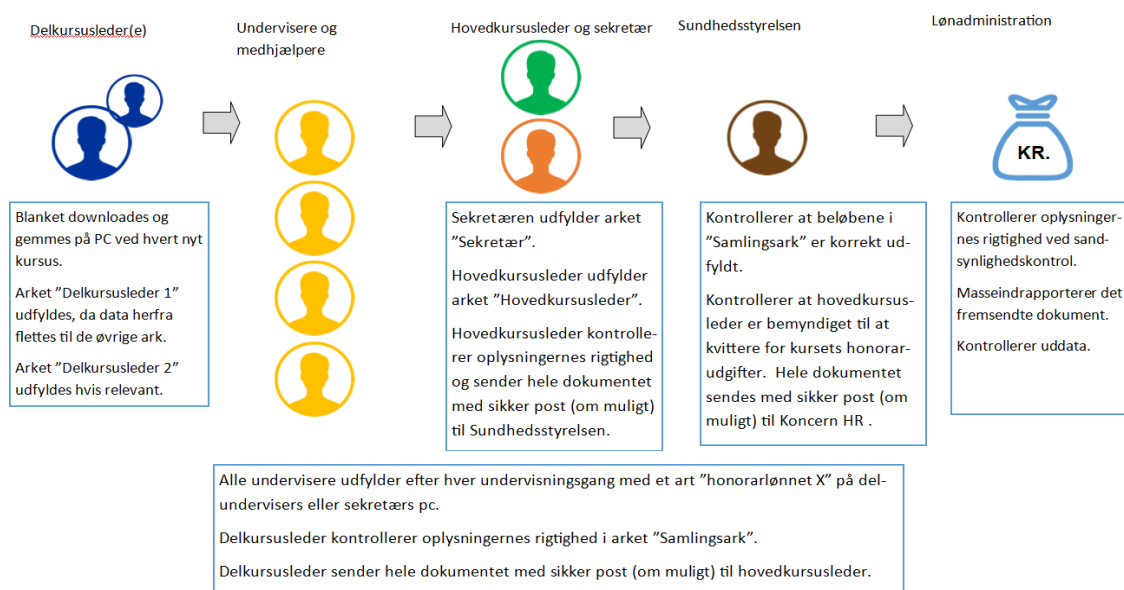 Delkursusleder(e)
Undervisere og
medhjælpere
Hovedkursusleder og sekretær
Sundhedsstyrelsen
Lønadministration
KR.
Blanket downloades og
gemmes på PC ved hvert nyt
kursus.
Arket ”Delkursusleder 1”
udfyldes, da data herfra
flettes til de øvrige ark.
Arket ”Delkursusleder 2”
udfyldes hvis relevant.
Sekretæren udfylder arket
”Sekretær”.
Hovedkursusleder udfylder
arket ”Hovedkursusleder”.
Hovedkursusleder kontrolle-
rer oplysningernes rigtighed
og sender hele dokumentet
med sikker post (om muligt)
til Sundhedsstyrelsen.
Kontrollerer at beløbene i
”Samlingsark” er korrekt ud-
fyldt.
Kontrollerer at hovedkursus-
leder er bemyndiget til at
kvittere for kursets honorar-
udgifter.  Hele dokumentet
sendes med sikker post (om
muligt) til Koncern HR .
Kontrollerer oplysninger-
nes rigtighed ved sand-
synlighedskontrol.
Masseindrapporterer det
fremsendte dokument.
Kontrollerer uddata.
Alle undervisere udfylder efter hver undervisningsgang med et art ”honorarlønnet X” på del-
undervisers eller sekretærs pc.
Delkursusleder kontrollerer oplysningernes rigtighed i arket ”Samlingsark”.
Delkursusleder sender hele dokumentet med sikker post (om muligt) til hovedkursusleder.